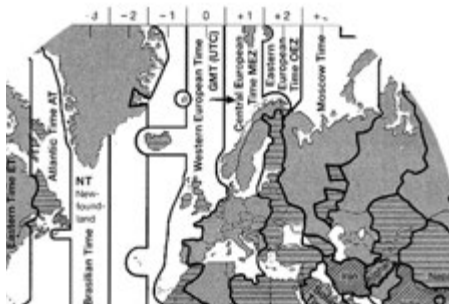 -3
-2
-1
0
+1
+2
Eastern Time ET
Atlantic Time AT
NT
New-
found-
land
Brasilian Time
Western European Time
GMT (UTC)
Central European
Time MEZ
Eastern
European
Time OEZ
Moscow Time
Iran